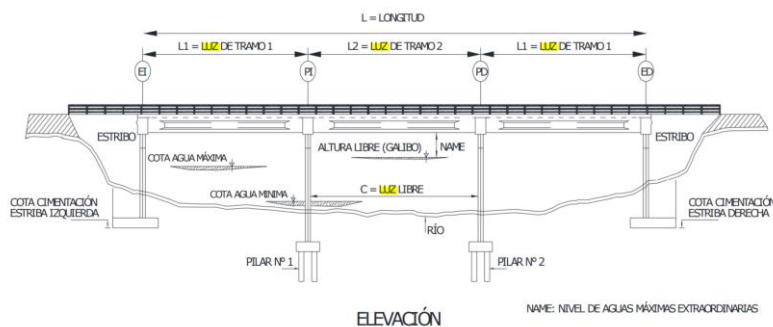 L = LONGITUD
L1 = LUZ DE TRAMO 1
L2 = LUZ DE TRAMO 2
L1 = LUZ DE TRAMO 1
EI
PI
PD
ED
ESTRIBO
ALTURA LIBRE (GALIBO)
NAME
ESTRIBO
COTA AGUA MÁXIMA
COTA AGUA MINIMA
C = LUZ LIBRE
COTA CIMENTACIÓN
ESTRIBA IZQUIERDA
COTA CIMENTACIÓN
ESTRIBA DERECHA
RÍO
PILAR Nº 1
PILAR Nº 2
ELEVACIÓN
NAME: NIVEL DE AGUAS MÁXIMAS EXTRAORDINARIAS